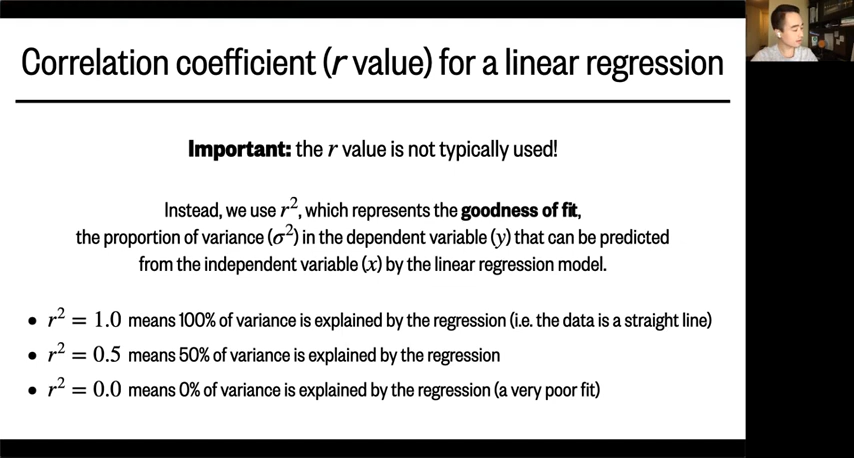 Correlation coefficient (r value) for a linear regression
Important: the r value is not typically used!
Instead, we use r², which represents the goodness of fit,
the proportion of variance (σ²) in the dependent variable (y) that can be predicted
from the independent variable (x) by the linear regression model.
• r² = 1.0 means 100% of variance is explained by the regression (i.e. the data is a straight line)
• r² = 0.5 means 50% of variance is explained by the regression
• r² = 0.0 means 0% of variance is explained by the regression (a very poor fit)